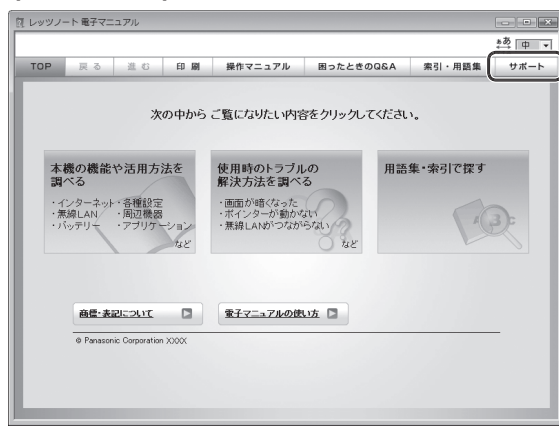 レッツノート 電子マニュアル
あ あ 中
TOP 戻る 進む 印刷 操作マニュアル 困ったときのQ&A 索引・用語集 サポート
次の中から ご覧になりたい内容をクリックしてください。
本機の機能や活用方法を
調べる
・インターネット・各種設定
・無線LAN ・周辺機器
・バッテリー ・アプリケーション
など
使用時のトラブルの
解決方法を調べる
・画面が暗くなった
・ポインターが動かない
・無線LANがつながらない
など
用語集・索引で探す
A B C
商標・表記について
電子マニュアルの使い方
© Panasonic Corporation XXXX